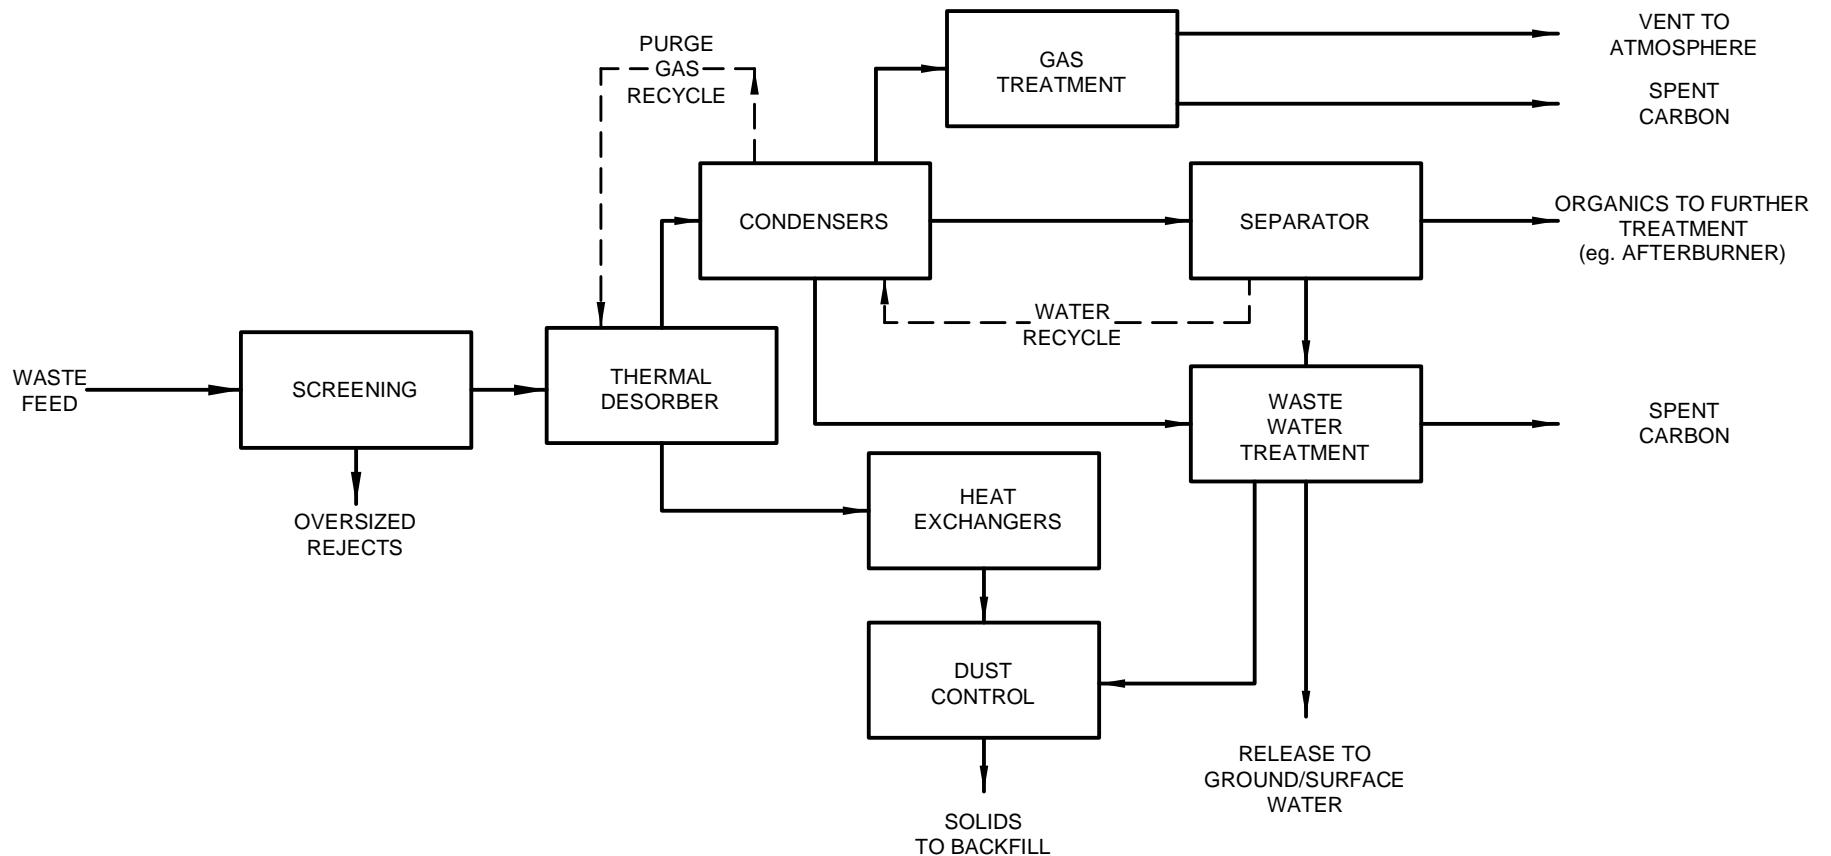 VENT TO
ATMOSPHERE
PURGE
GAS
RECYCLE
GAS
TREATMENT
SPENT
CARBON
CONDENSERS
SEPARATOR
ORGANICS TO FURTHER
TREATMENT
(eg. AFTERBURNER)
WATER
RECYCLE
WASTE
FEED
SCREENING
THERMAL
DESORBER
WASTE
WATER
TREATMENT
SPENT
CARBON
OVERSIZED
REJECTS
HEAT
EXCHANGERS
DUST
CONTROL
RELEASE TO
GROUND/SURFACE
WATER
SOLIDS
TO BACKFILL